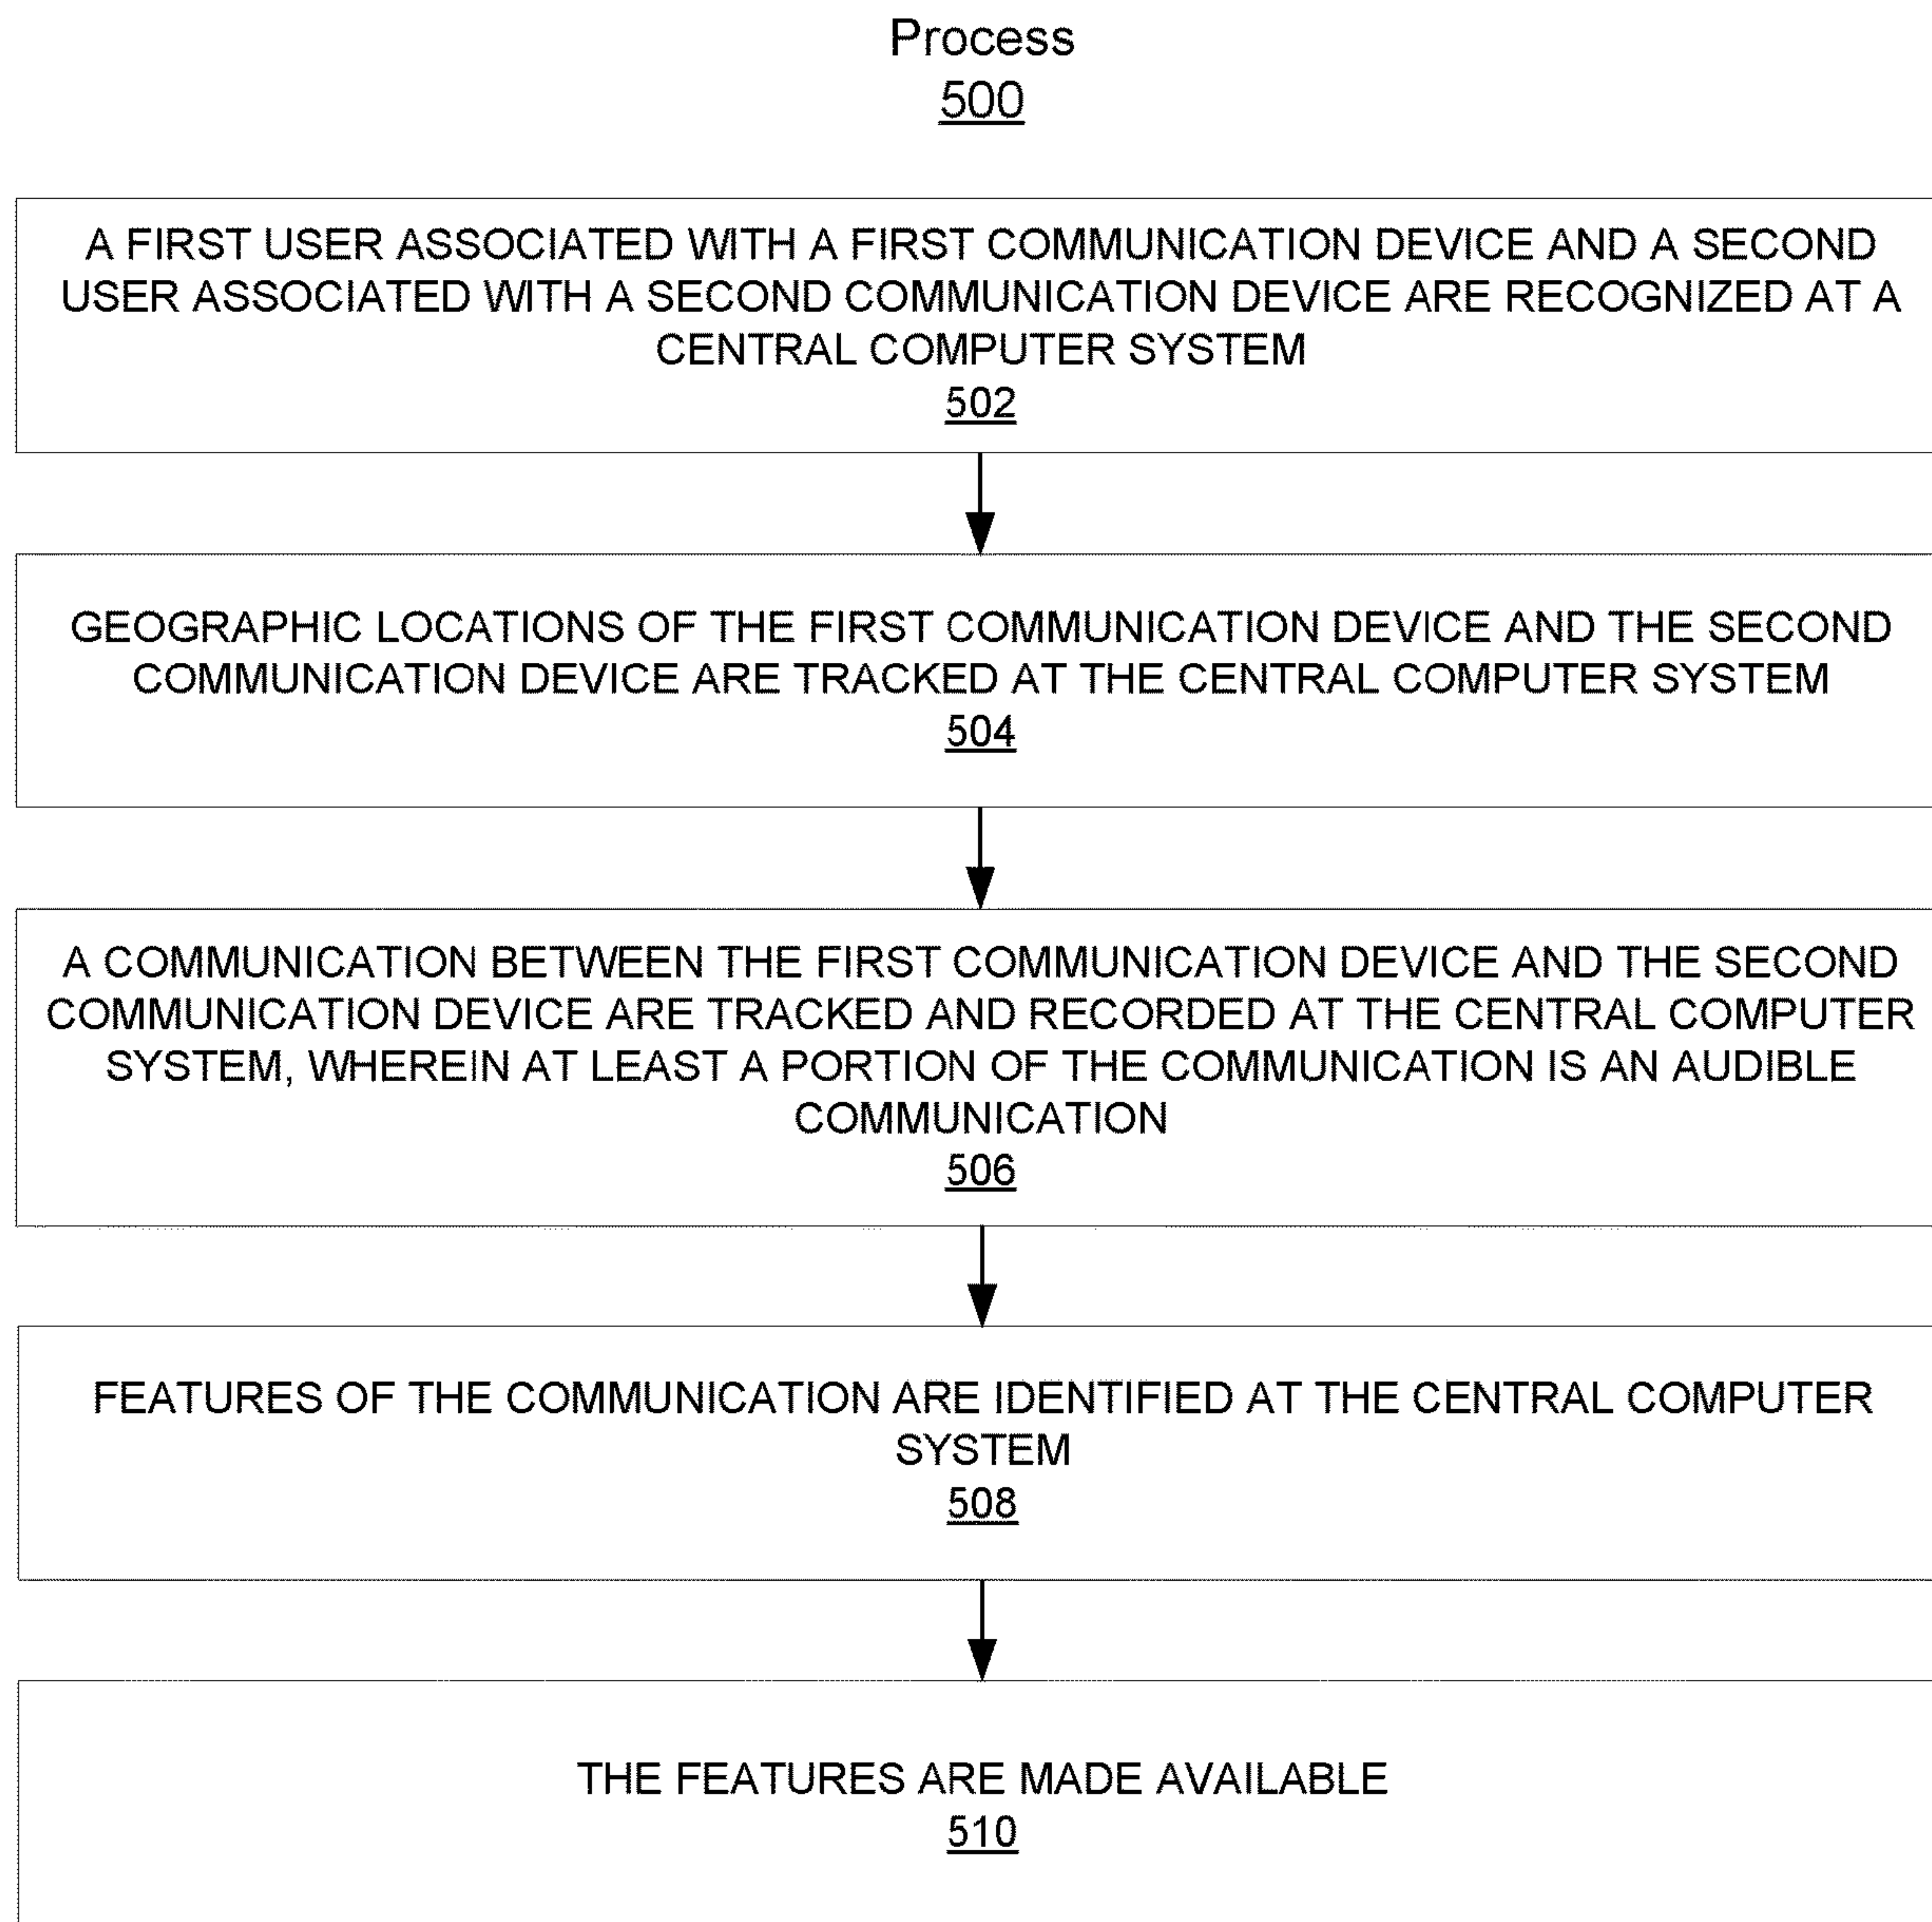 Process
500
A FIRST USER ASSOCIATED WITH A FIRST COMMUNICATION DEVICE AND A SECOND
USER ASSOCIATED WITH A SECOND COMMUNICATION DEVICE ARE RECOGNIZED AT A
CENTRAL COMPUTER SYSTEM
502
GEOGRAPHIC LOCATIONS OF THE FIRST COMMUNICATION DEVICE AND THE SECOND
COMMUNICATION DEVICE ARE TRACKED AT THE CENTRAL COMPUTER SYSTEM
504
A COMMUNICATION BETWEEN THE FIRST COMMUNICATION DEVICE AND THE SECOND
COMMUNICATION DEVICE ARE TRACKED AND RECORDED AT THE CENTRAL COMPUTER
SYSTEM, WHEREIN AT LEAST A PORTION OF THE COMMUNICATION IS AN AUDIBLE
COMMUNICATION
506
FEATURES OF THE COMMUNICATION ARE IDENTIFIED AT THE CENTRAL COMPUTER
SYSTEM
508
THE FEATURES ARE MADE AVAILABLE
510